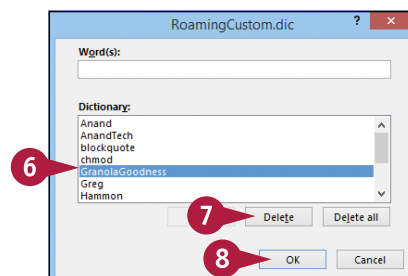 RoamingCustom.dic
?
Word(s):
Dictionary:
Anand
AnandTech
blockquote
chmod
6 GranolaGoodness
Greg
Hammon
7 Delete Delete all
8 OK Cancel